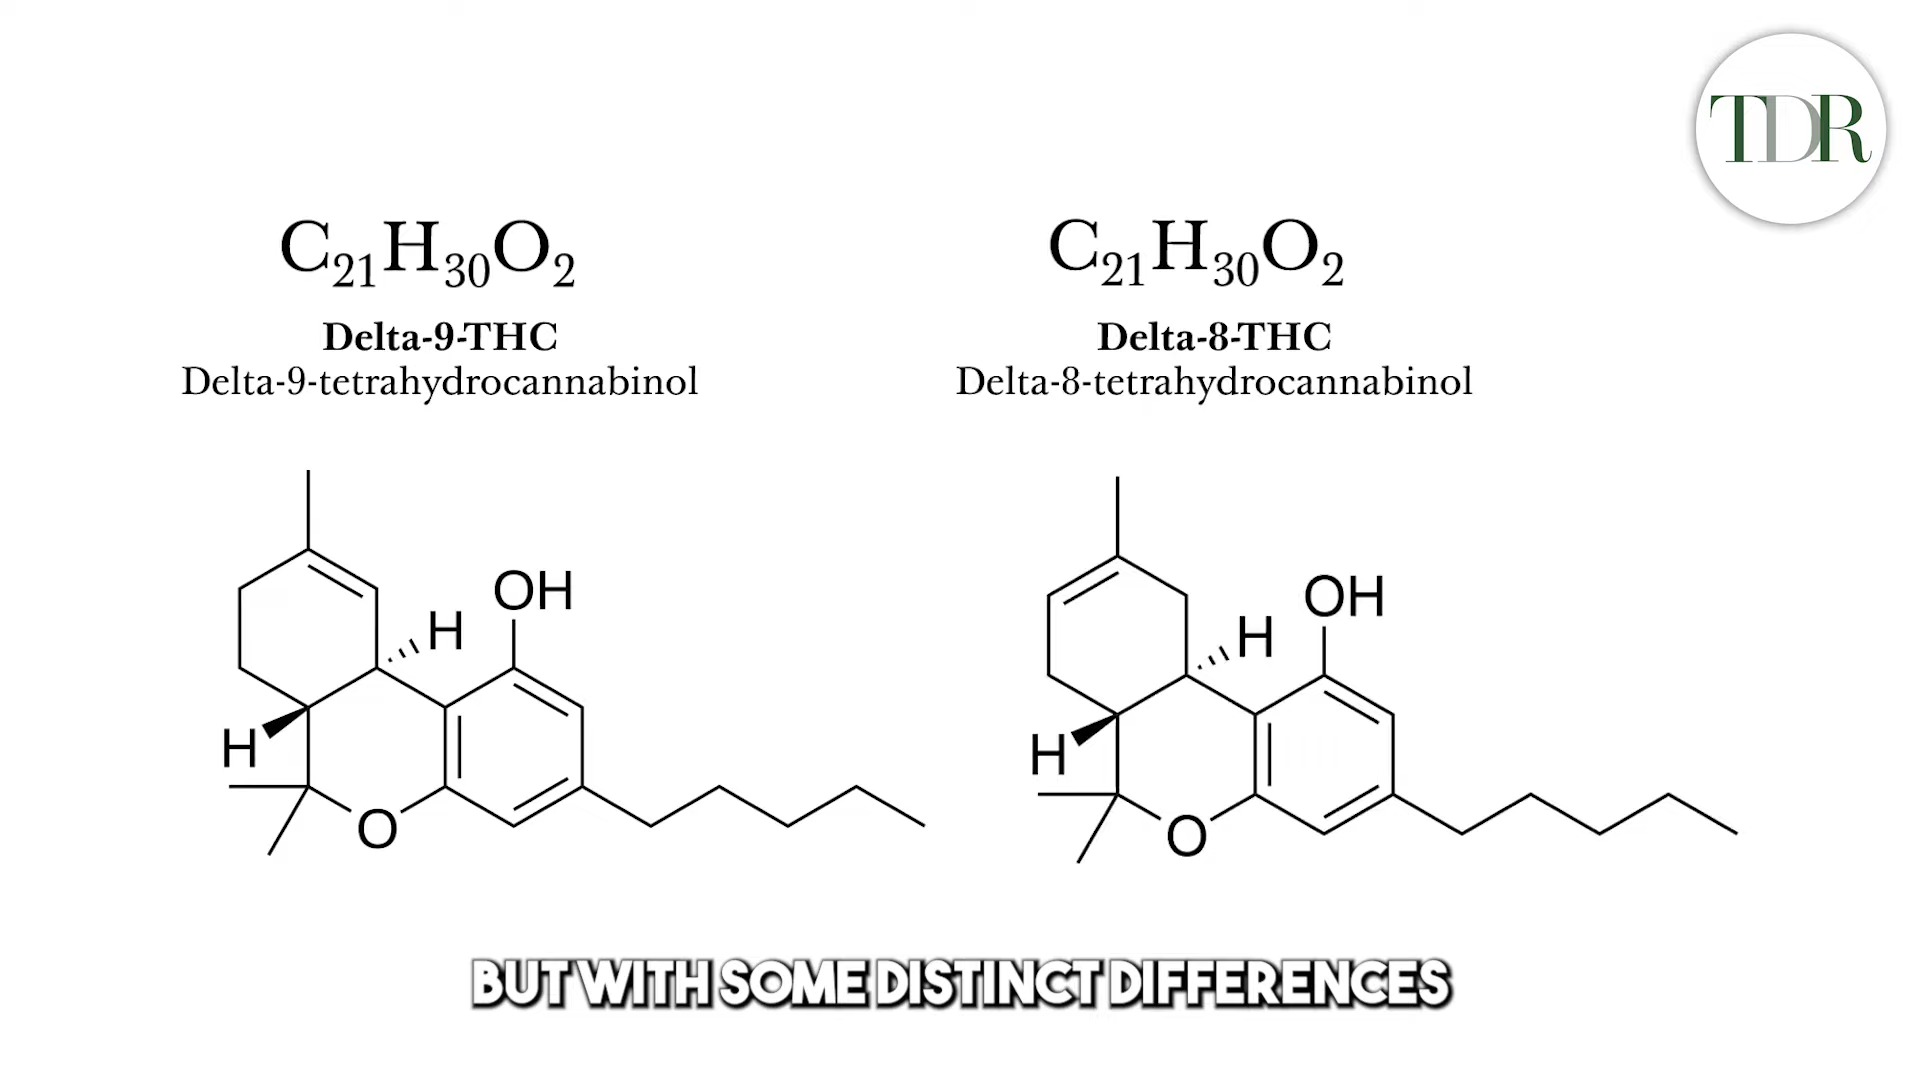 TDR
C₂₁H₃₀O₂
Delta-9-THC
Delta-9-tetrahydrocannabinol
C₂₁H₃₀O₂
Delta-8-THC
Delta-8-tetrahydrocannabinol
OH
H
H
O
OH
H
H
O
BUT WITH SOME DISTINCT DIFFERENCES